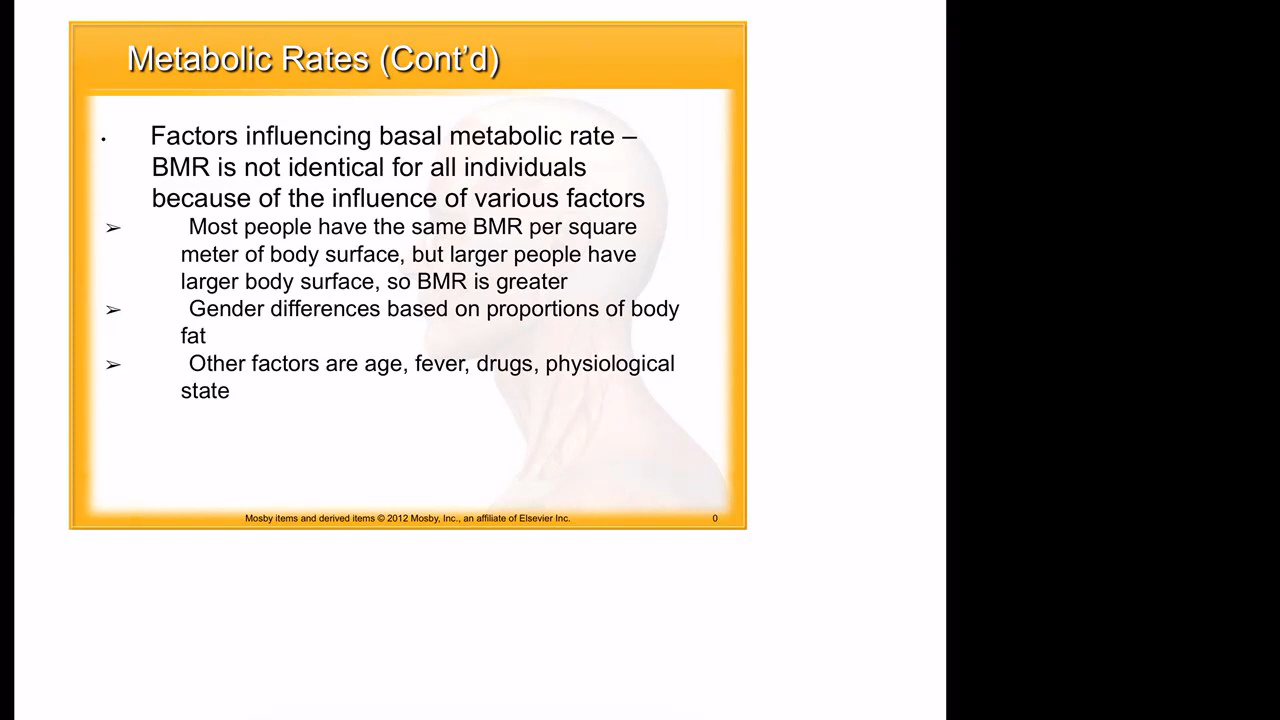 Metabolic Rates (Cont’d)
• Factors influencing basal metabolic rate –
BMR is not identical for all individuals
because of the influence of various factors
➢ Most people have the same BMR per square
meter of body surface, but larger people have
larger body surface, so BMR is greater
➢ Gender differences based on proportions of body
fat
➢ Other factors are age, fever, drugs, physiological
state
Mosby items and derived items © 2012 Mosby, Inc., an affiliate of Elsevier Inc. 0